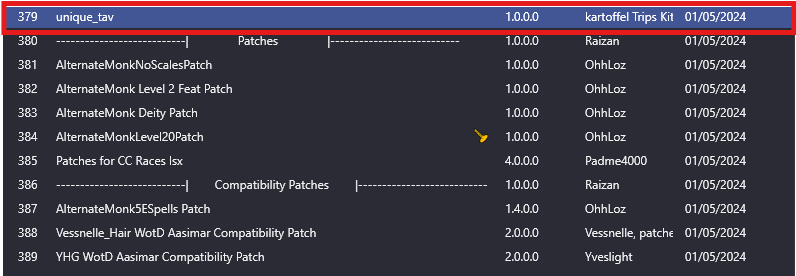 379 unique_tav 1.0.0.0 kartoffel Trips Kit 01/05/2024
380 --------------------------| Patches |-------------------------- 1.0.0.0 Raizan 01/05/2024
381 AlternateMonkNoScalesPatch 1.0.0.0 OhhLoz 01/05/2024
382 AlternateMonk Level 2 Feat Patch 1.0.0.0 OhhLoz 01/05/2024
383 AlternateMonk Deity Patch 1.0.0.0 OhhLoz 01/05/2024
384 AlternateMonkLevel20Patch 1.0.0.0 OhhLoz 01/05/2024
385 Patches for CC Races lsx 4.0.0.0 Padme4000 01/05/2024
386 --------------------------| Compatibility Patches |-------------------------- 1.0.0.0 Raizan 01/05/2024
387 AlternateMonk5ESpells Patch 1.4.0.0 OhhLoz 01/05/2024
388 Vessnelle_Hair WotD Aasimar Compatibility Patch 2.0.0.0 Vessnelle, patche 01/05/2024
389 YHG WotD Aasimar Compatibility Patch 2.0.0.0 Yveslight 01/05/2024